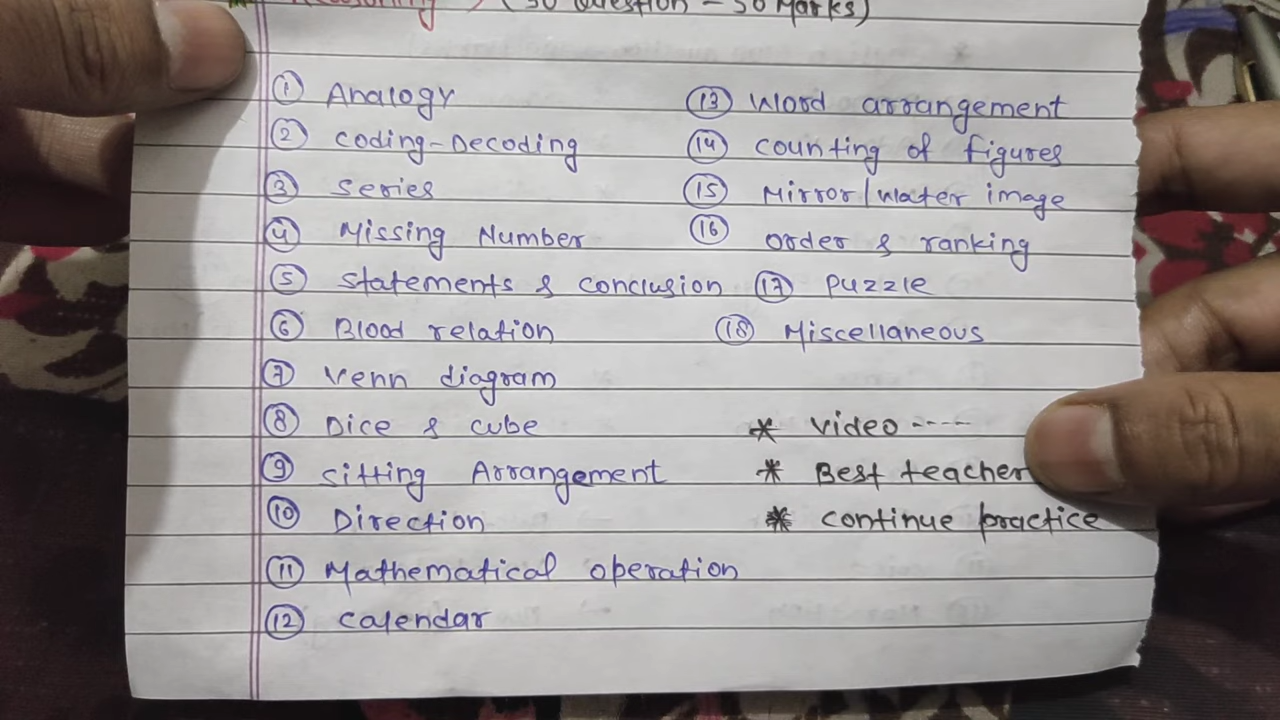 Reasoning > (30 Question - 30 Marks)
① Analogy
② Coding-Decoding
③ Series
④ Missing Number
⑤ Statements & Conclusion
⑥ Blood relation
⑦ Venn diagram
⑧ Dice & cube
⑨ Sitting Arrangement
⑩ Direction
⑪ Mathematical operation
⑫ Calendar
⑬ Word arrangement
⑭ Counting of figures
⑮ Mirror/Water image
⑯ Order & ranking
⑰ Puzzle
⑱ Miscellaneous
* Video ----
* Best teacher
* Continue practice